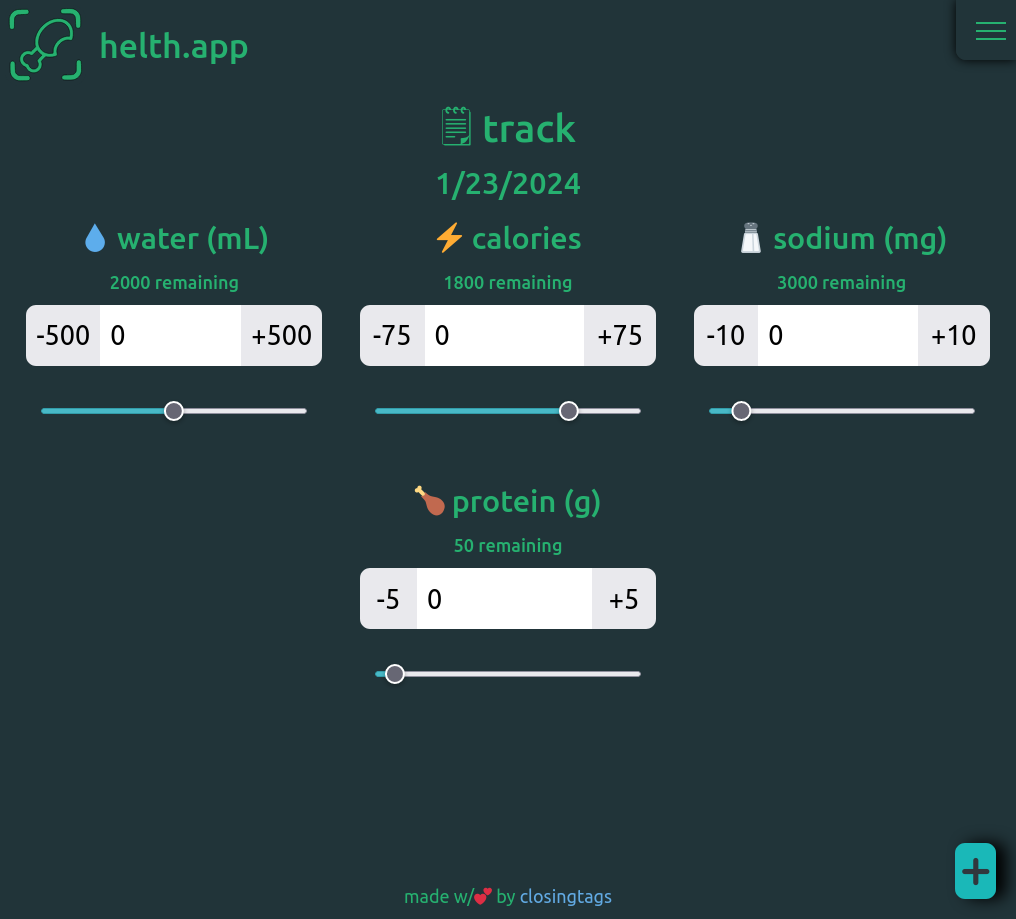 helth.app
track
1/23/2024
water (mL)
2000 remaining
-500 0 +500
calories
1800 remaining
-75 0 +75
sodium (mg)
3000 remaining
-10 0 +10
protein (g)
50 remaining
-5 0 +5
made w/💕 by closingtags